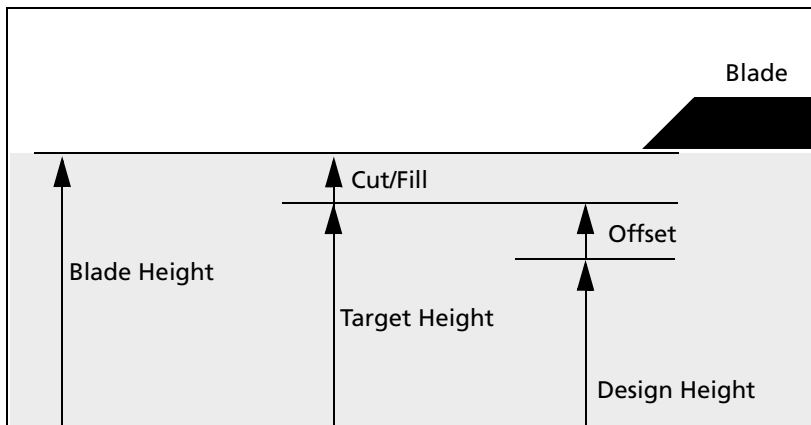 Blade
Cut/Fill
Offset
Blade Height
Target Height
Design Height